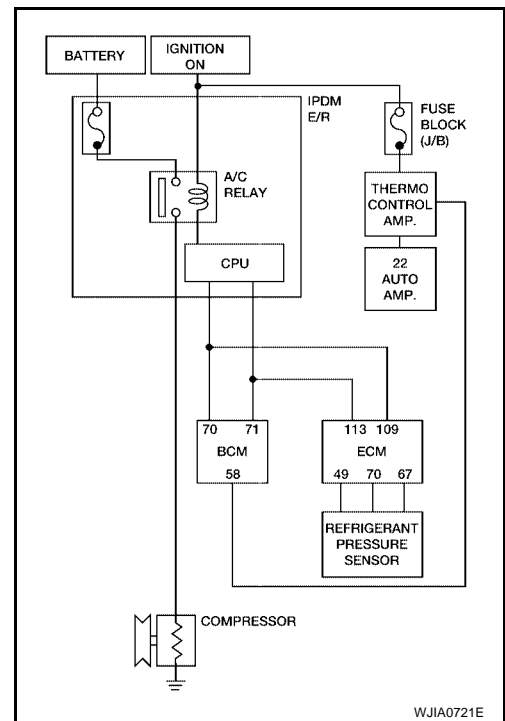 BATTERY
IGNITION
ON
IPDM
E/R
FUSE
BLOCK
(J/B)
A/C
RELAY
THERMO
CONTROL
AMP.
CPU
22
AUTO
AMP.
70 71
BCM
58
113 109
ECM
49 70 67
REFRIGERANT
PRESSURE
SENSOR
COMPRESSOR
WJIA0721E